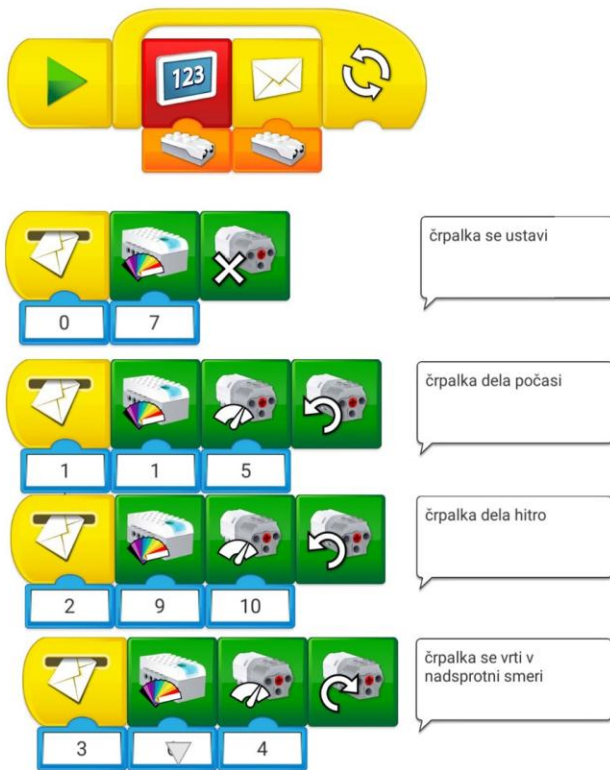 123
črpalka se ustavi
0 7
črpalka dela počasi
1 1 5
črpalka dela hitro
2 9 10
črpalka se vrti v
nadsprotni smeri
3 4